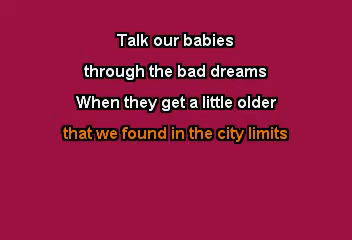 Talk our babies
through the bad dreams
When they get a little older
that we found in the city limits